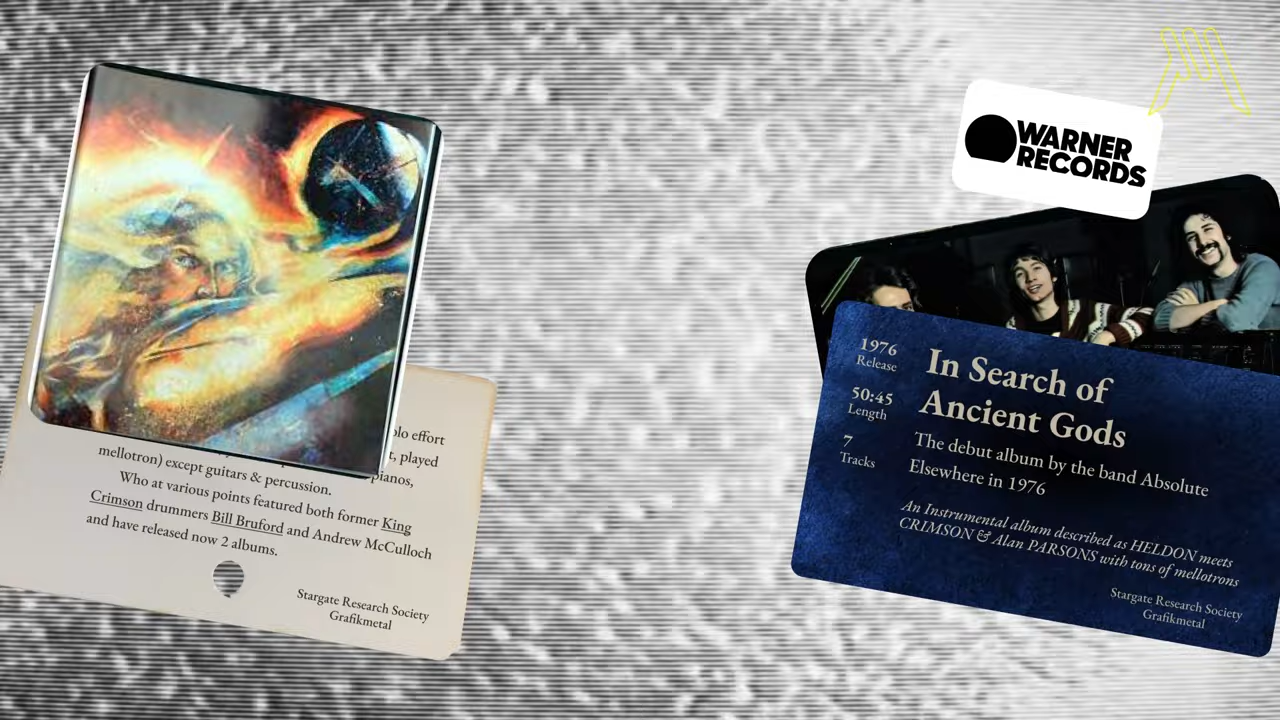 olo effort
t, played
pianos,
mellotron) except guitars & percussion.
Who at various points featured both former King
Crimson drummers Bill Bruford and Andrew McCulloch
and have released now 2 albums.
Stargate Research Society
Grafikmetal
WARNER
RECORDS
1976
Release
50:45
Length
7
Tracks
In Search of
Ancient Gods
The debut album by the band Absolute
Elsewhere in 1976
An Instrumental album described as HELDON meets
CRIMSON & Alan PARSONS with tons of mellotrons
Stargate Research Society
Grafikmetal